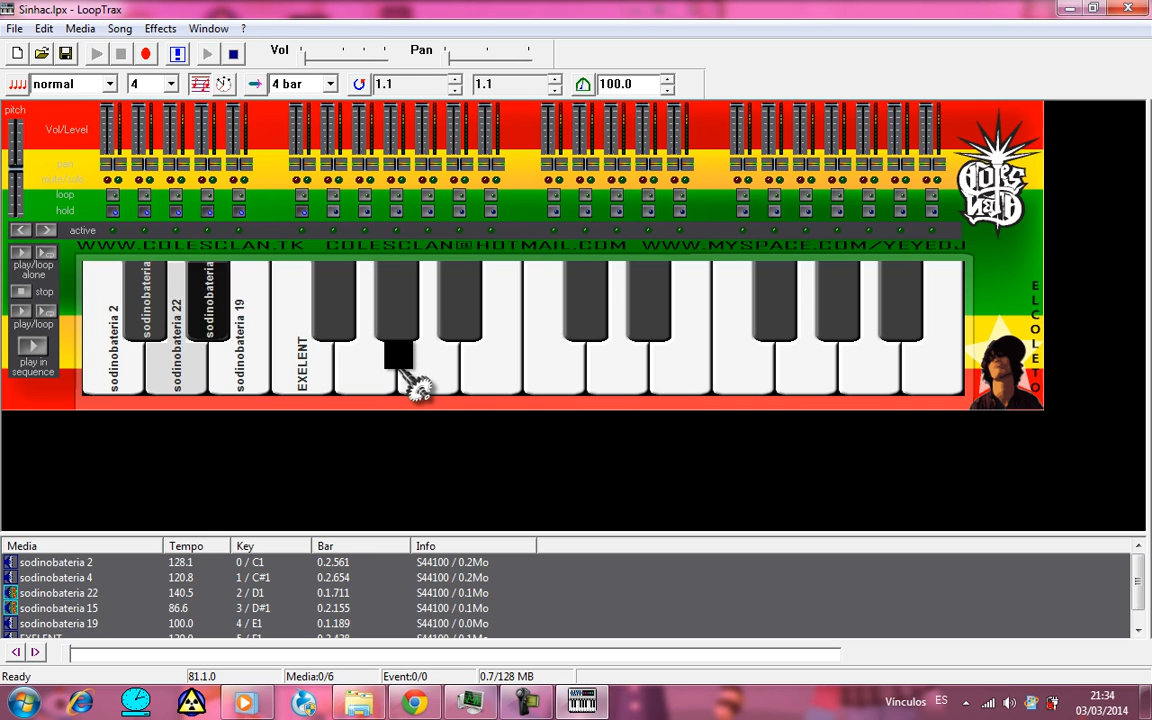 Sinhac.lpx - LoopTrax
File Edit Media Song Effects Window ?
Vol Pan
normal 4 4 bar 1.1 1.1 100.0
pitch
Vol/Level
pan
mute/solo
loop
hold
active
WWW.COLESCLAN.TK COLESCLAN@HOTMAIL.COM WWW.MYSPACE.COM/YEYEDJ
play/loop
alone
stop
play/loop
play in
sequence
sodinobateria 2
sodinobateria
sodinobateria 22
sodinobateria
sodinobateria 19
EXELENT
ELCOLETO
Media Tempo Key Bar Info
sodinobateria 2 128.1 0 / C1 0.2.561 S44100 / 0.2Mo
sodinobateria 4 120.8 1 / C#1 0.2.654 S44100 / 0.2Mo
sodinobateria 22 140.5 2 / D1 0.1.711 S44100 / 0.1Mo
sodinobateria 15 86.6 3 / D#1 0.2.155 S44100 / 0.1Mo
sodinobateria 19 100.0 4 / E1 0.1.189 S44100 / 0.0Mo
Ready 81.1.0 Media:0/6 Event:0/0 0.7/128 MB
Vínculos ES 21:34
03/03/2014